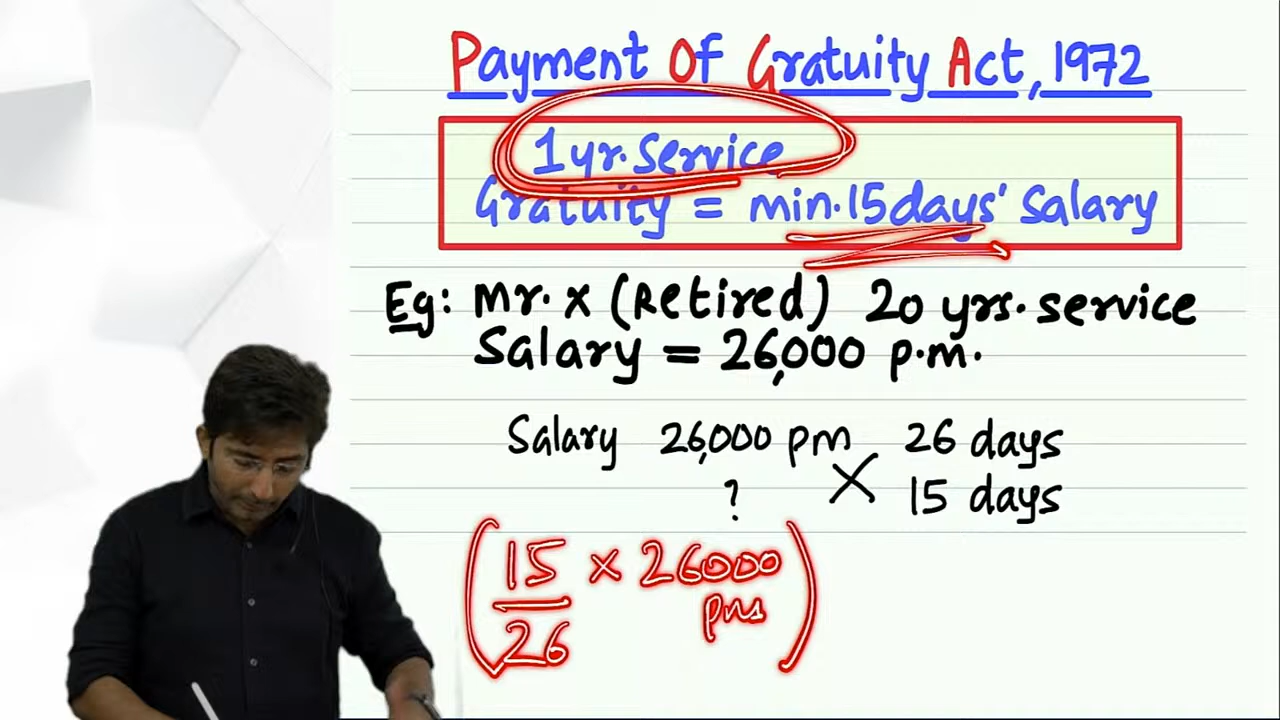 Payment Of Gratuity Act, 1972
1 yr. Service
Gratuity = min. 15 days' Salary
Eg: Mr. X (Retired) 20 yrs. service
Salary = 26,000 p.m.
Salary 26,000 pm 26 days
? X 15 days
(15/26 × 26000 pm)